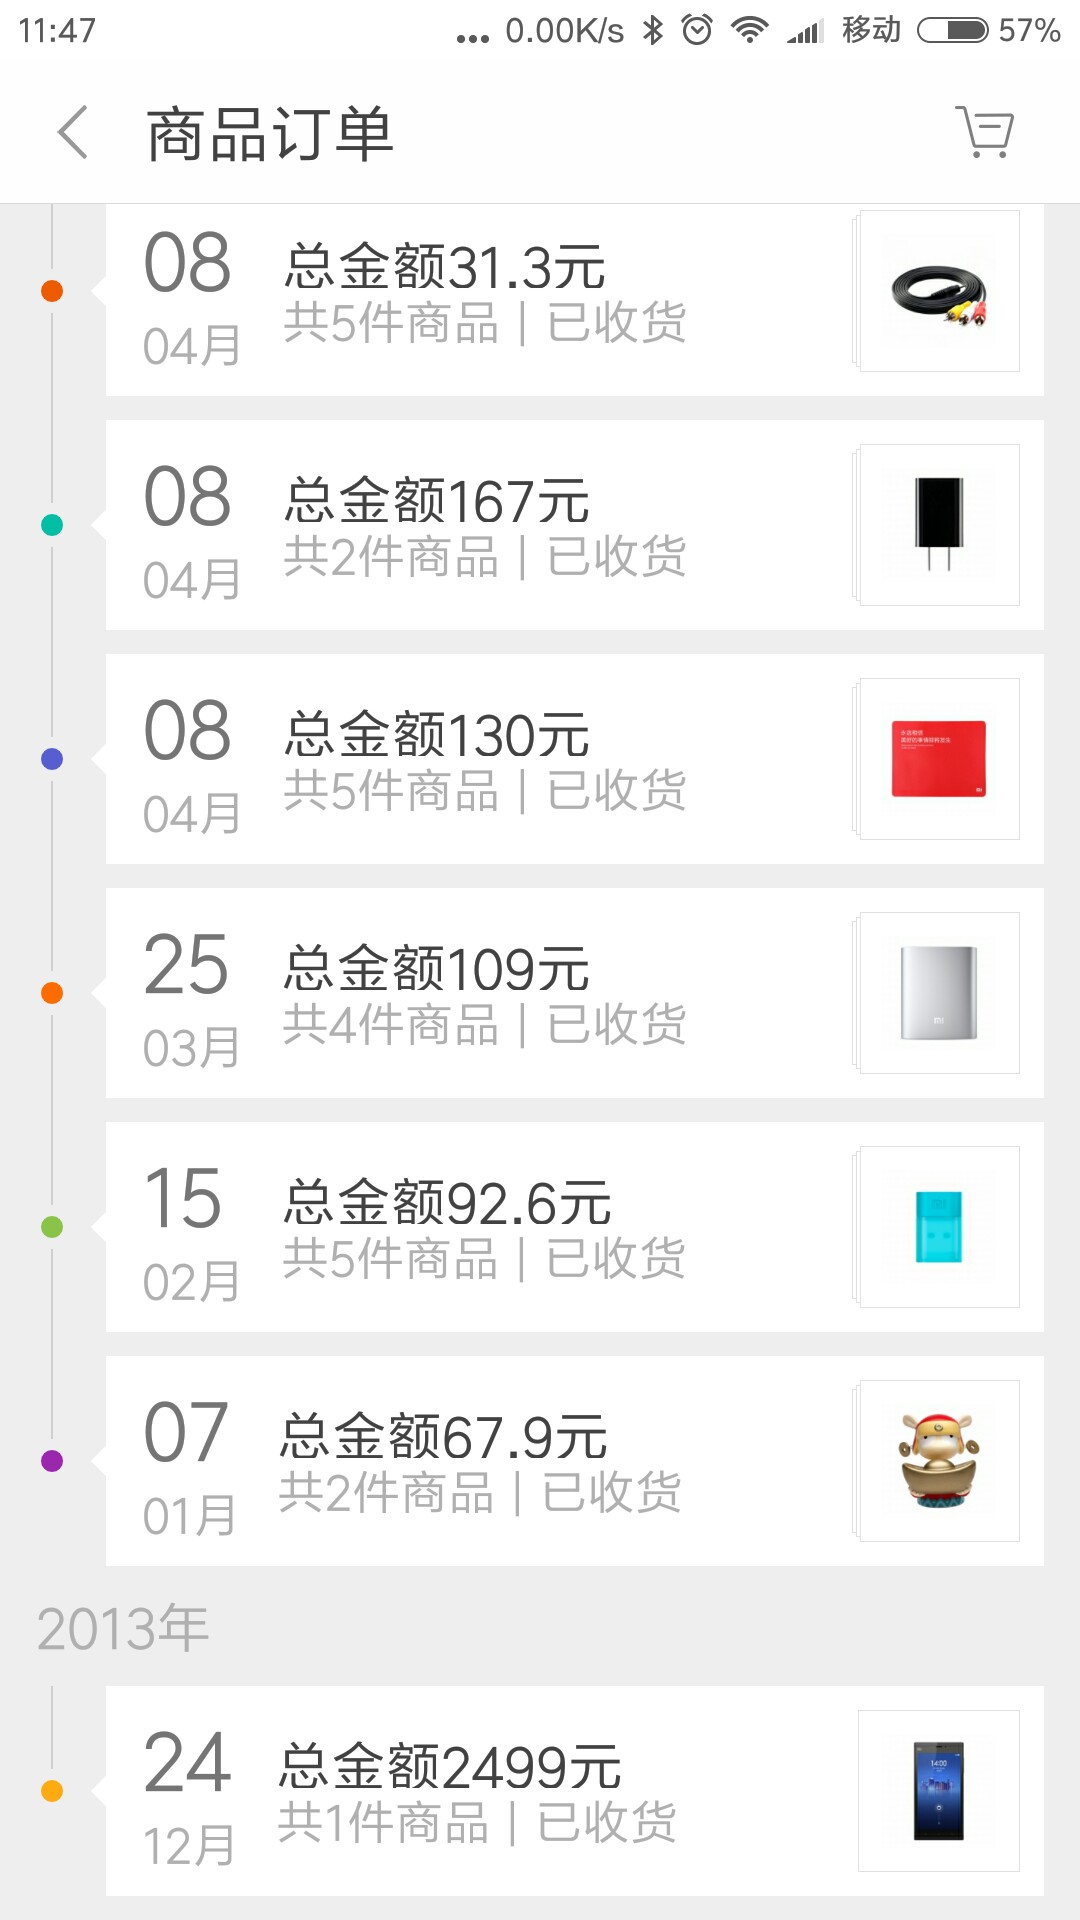 11:47 ... 0.00K/s 移动 57%
商品订单
08 总金额31.3元
04月 共5件商品 | 已收货
08 总金额167元
04月 共2件商品 | 已收货
08 总金额130元
04月 共5件商品 | 已收货
25 总金额109元
03月 共4件商品 | 已收货
15 总金额92.6元
02月 共5件商品 | 已收货
07 总金额67.9元
01月 共2件商品 | 已收货
2013年
24 总金额2499元
12月 共1件商品 | 已收货
14:00